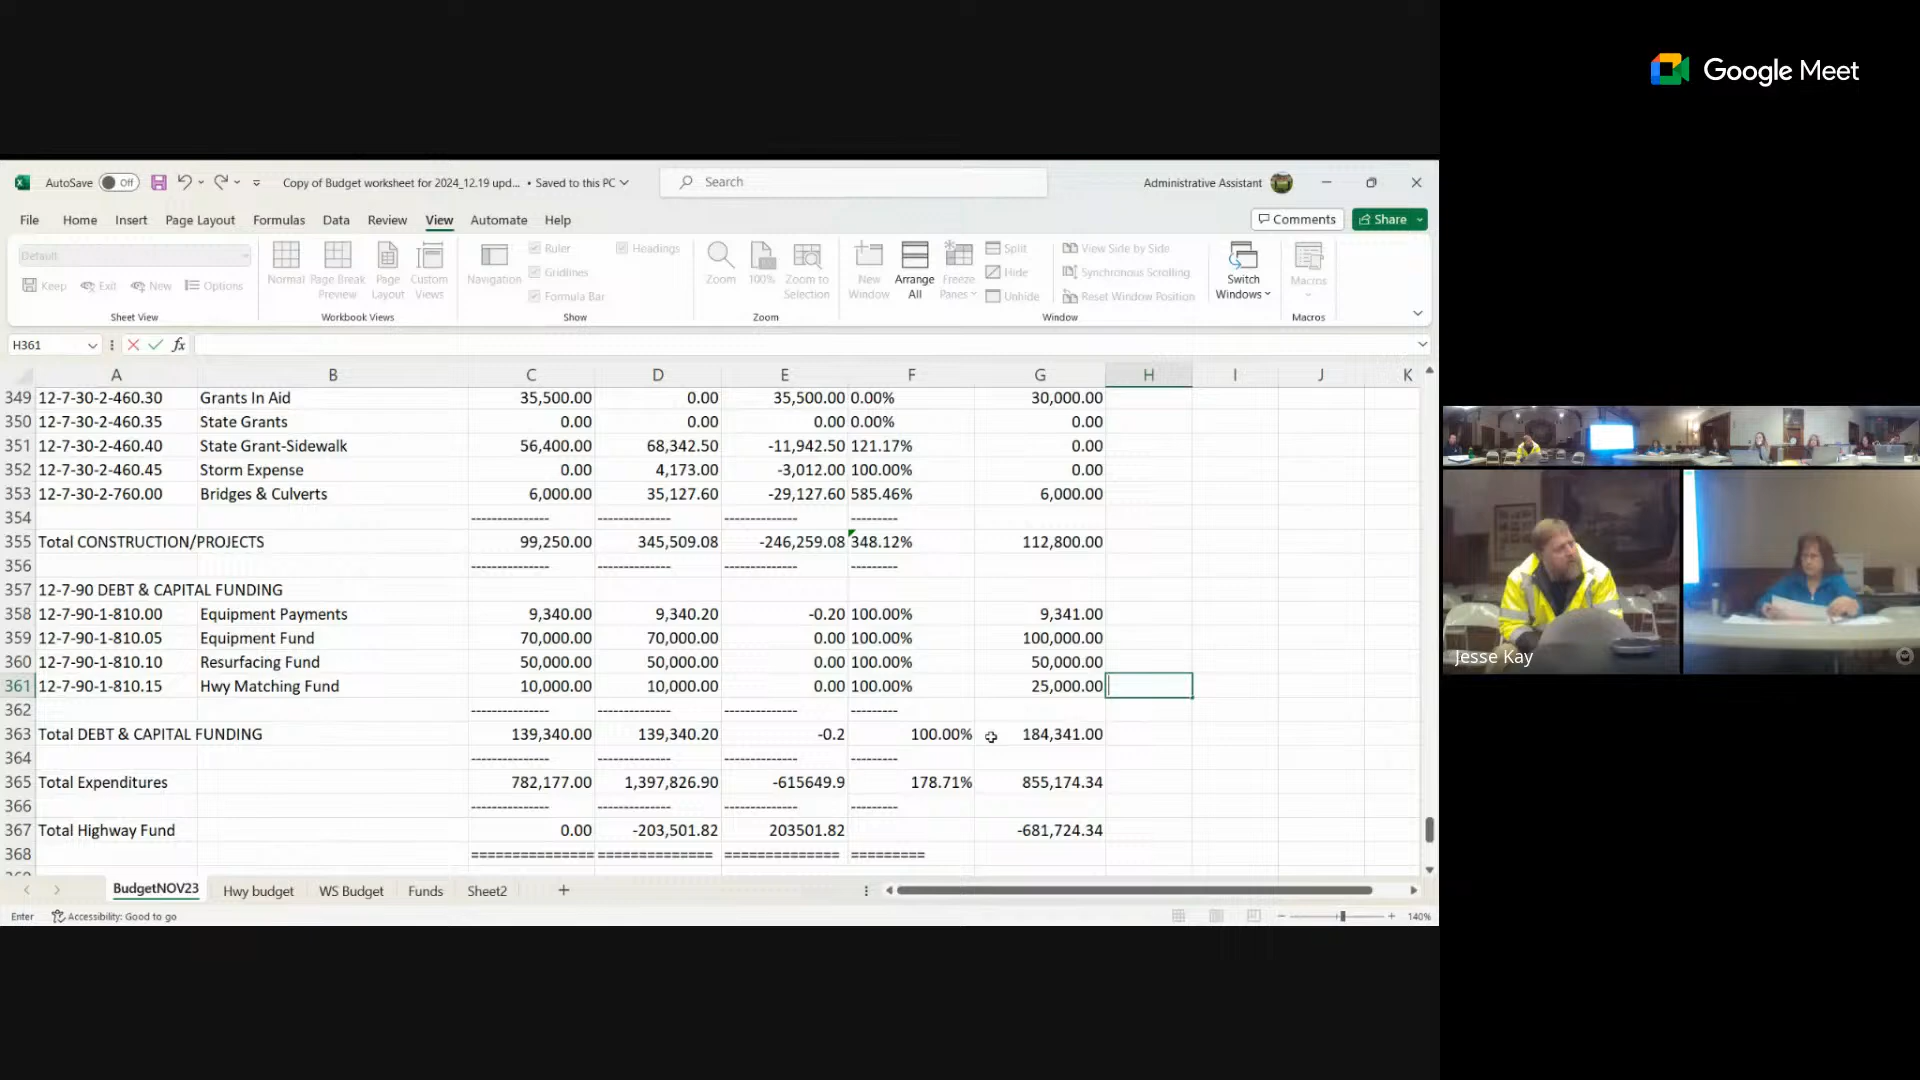 Google Meet
AutoSave Off Copy of Budget worksheet for 2024_12.19 upd... • Saved to this PC Search Administrative Assistant
File Home Insert Page Layout Formulas Data Review View Automate Help Comments Share
Default
Keep Exit New Options
Sheet View
Normal Page Break Preview Page Layout Custom Views
Workbook Views
Navigation
Ruler Headings
Gridlines
Formula Bar
Show
Zoom 100% Zoom to Selection
Zoom
New Window Arrange All Freeze Panes
Split
Hide
Unhide
View Side by Side
Synchronous Scrolling
Reset Window Position
Switch Windows
Window
Macros
Macros
H361 fx
A B C D E F G H I J K
349 12-7-30-2-460.30 Grants In Aid 35,500.00 0.00 35,500.00 0.00% 30,000.00
350 12-7-30-2-460.35 State Grants 0.00 0.00 0.00 0.00% 0.00
351 12-7-30-2-460.40 State Grant-Sidewalk 56,400.00 68,342.50 -11,942.50 121.17% 0.00
352 12-7-30-2-460.45 Storm Expense 0.00 4,173.00 -3,012.00 100.00% 0.00
353 12-7-30-2-760.00 Bridges & Culverts 6,000.00 35,127.60 -29,127.60 585.46% 6,000.00
354 --------------- -------------- -------------- ---------
355 Total CONSTRUCTION/PROJECTS 99,250.00 345,509.08 -246,259.08 348.12% 112,800.00
356 --------------- -------------- -------------- ---------
357 12-7-90 DEBT & CAPITAL FUNDING
358 12-7-90-1-810.00 Equipment Payments 9,340.00 9,340.20 -0.20 100.00% 9,341.00
359 12-7-90-1-810.05 Equipment Fund 70,000.00 70,000.00 0.00 100.00% 100,000.00
360 12-7-90-1-810.10 Resurfacing Fund 50,000.00 50,000.00 0.00 100.00% 50,000.00
361 12-7-90-1-810.15 Hwy Matching Fund 10,000.00 10,000.00 0.00 100.00% 25,000.00
362 --------------- -------------- -------------- ---------
363 Total DEBT & CAPITAL FUNDING 139,340.00 139,340.20 -0.2 100.00% 184,341.00
364 --------------- -------------- -------------- ---------
365 Total Expenditures 782,177.00 1,397,826.90 -615649.9 178.71% 855,174.34
366 --------------- -------------- -------------- ---------
367 Total Highway Fund 0.00 -203,501.82 203501.82 -681,724.34
368 =============== ============== ============== =========
BudgetNOV23 Hwy budget WS Budget Funds Sheet2
Enter Accessibility: Good to go 140%
Jesse Kay